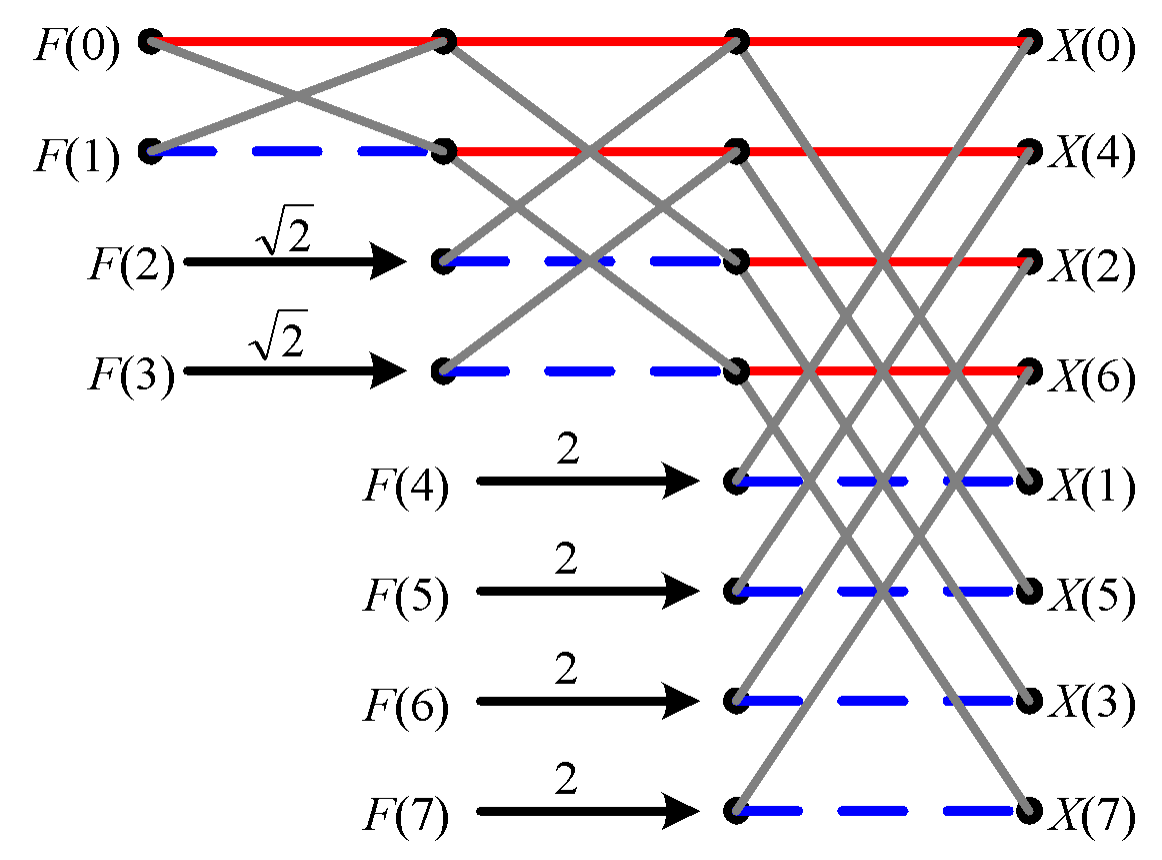 F(0) X(0)
F(1) X(4)
√2
F(2) X(2)
√2
F(3) X(6)
2
F(4) X(1)
2
F(5) X(5)
2
F(6) X(3)
2
F(7) X(7)